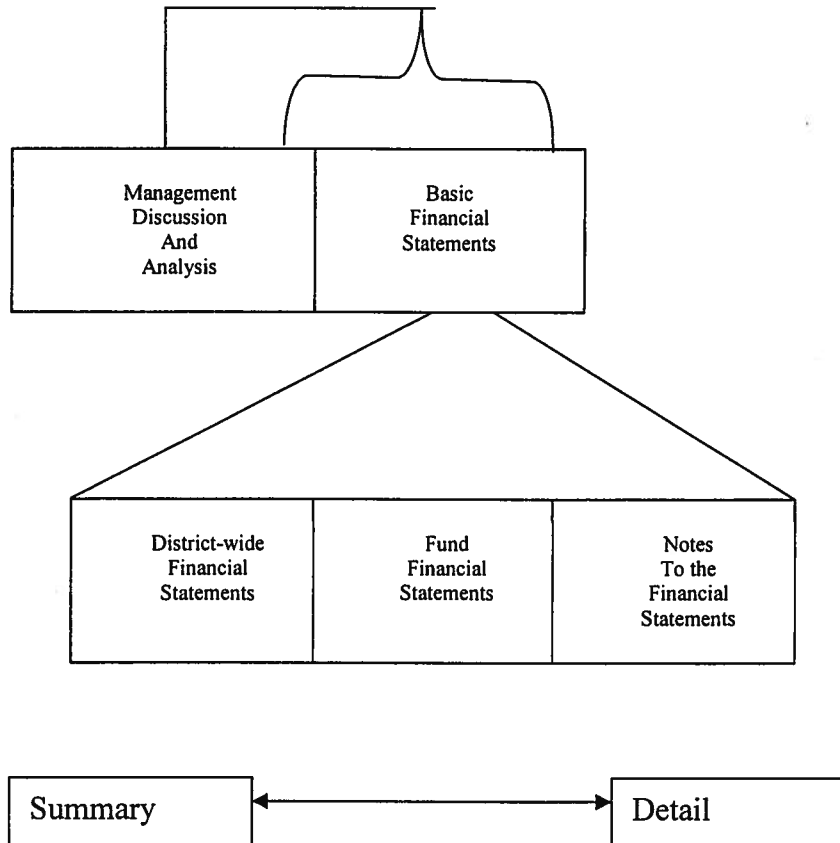 Management
Discussion
And
Analysis
Basic
Financial
Statements
District-wide
Financial
Statements
Fund
Financial
Statements
Notes
To the
Financial
Statements
Summary
Detail